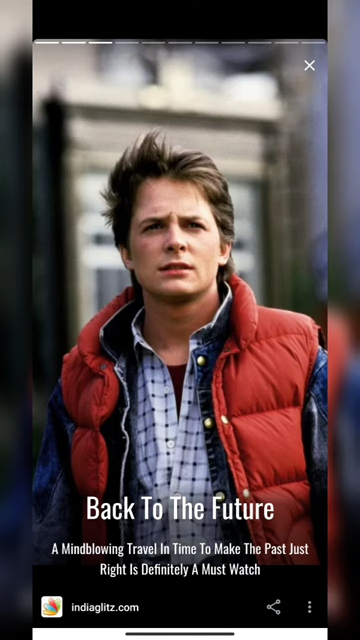 Back To The Future
A Mindblowing Travel In Time To Make The Past Just
Right Is Definitely A Must Watch
indiaglitz.com